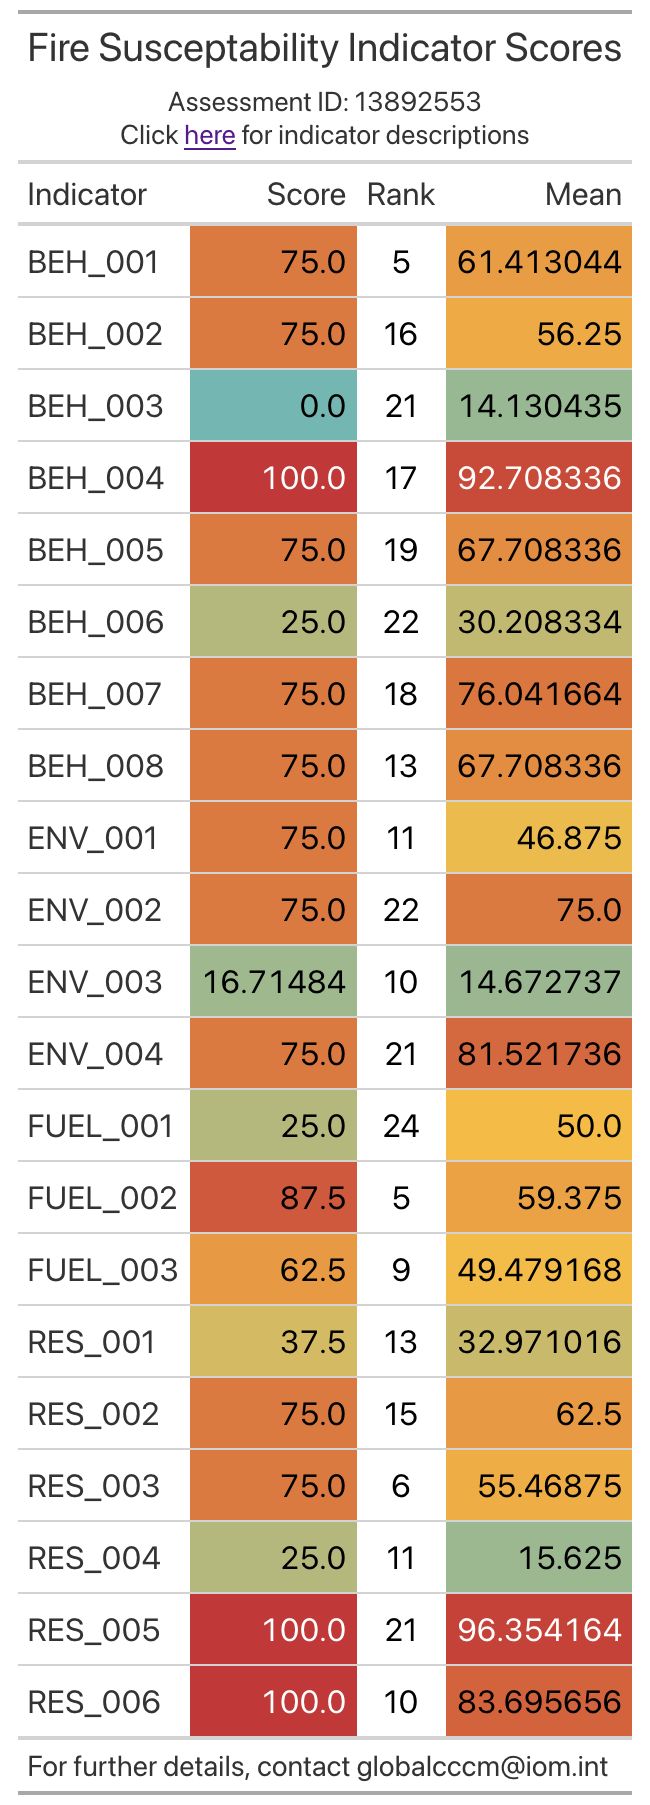 Fire Susceptability Indicator Scores
Assessment ID: 13892553
Click here for indicator descriptions
Indicator Score Rank Mean
BEH_001 75.0 5 61.413044
BEH_002 75.0 16 56.25
BEH_003 0.0 21 14.130435
BEH_004 100.0 17 92.708336
BEH_005 75.0 19 67.708336
BEH_006 25.0 22 30.208334
BEH_007 75.0 18 76.041664
BEH_008 75.0 13 67.708336
ENV_001 75.0 11 46.875
ENV_002 75.0 22 75.0
ENV_003 16.71484 10 14.672737
ENV_004 75.0 21 81.521736
FUEL_001 25.0 24 50.0
FUEL_002 87.5 5 59.375
FUEL_003 62.5 9 49.479168
RES_001 37.5 13 32.971016
RES_002 75.0 15 62.5
RES_003 75.0 6 55.46875
RES_004 25.0 11 15.625
RES_005 100.0 21 96.354164
RES_006 100.0 10 83.695656
For further details, contact globalcccm@iom.int